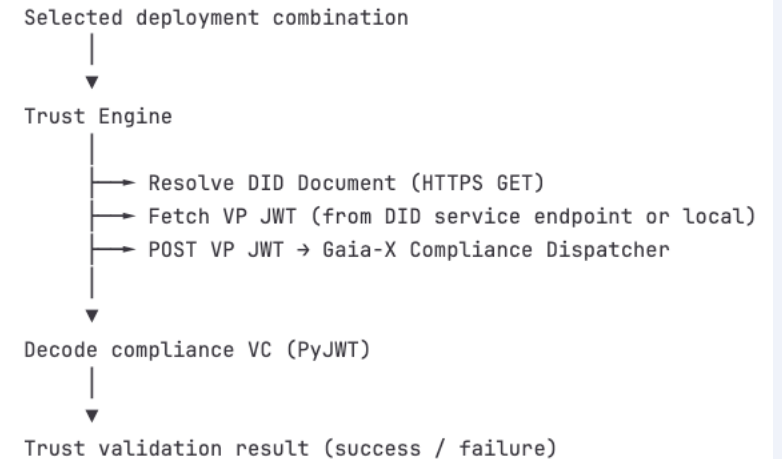 Selected deployment combination
Trust Engine
Resolve DID Document (HTTPS GET)
Fetch VP JWT (from DID service endpoint or local)
POST VP JWT → Gaia-X Compliance Dispatcher
Decode compliance VC (PyJWT)
Trust validation result (success / failure)